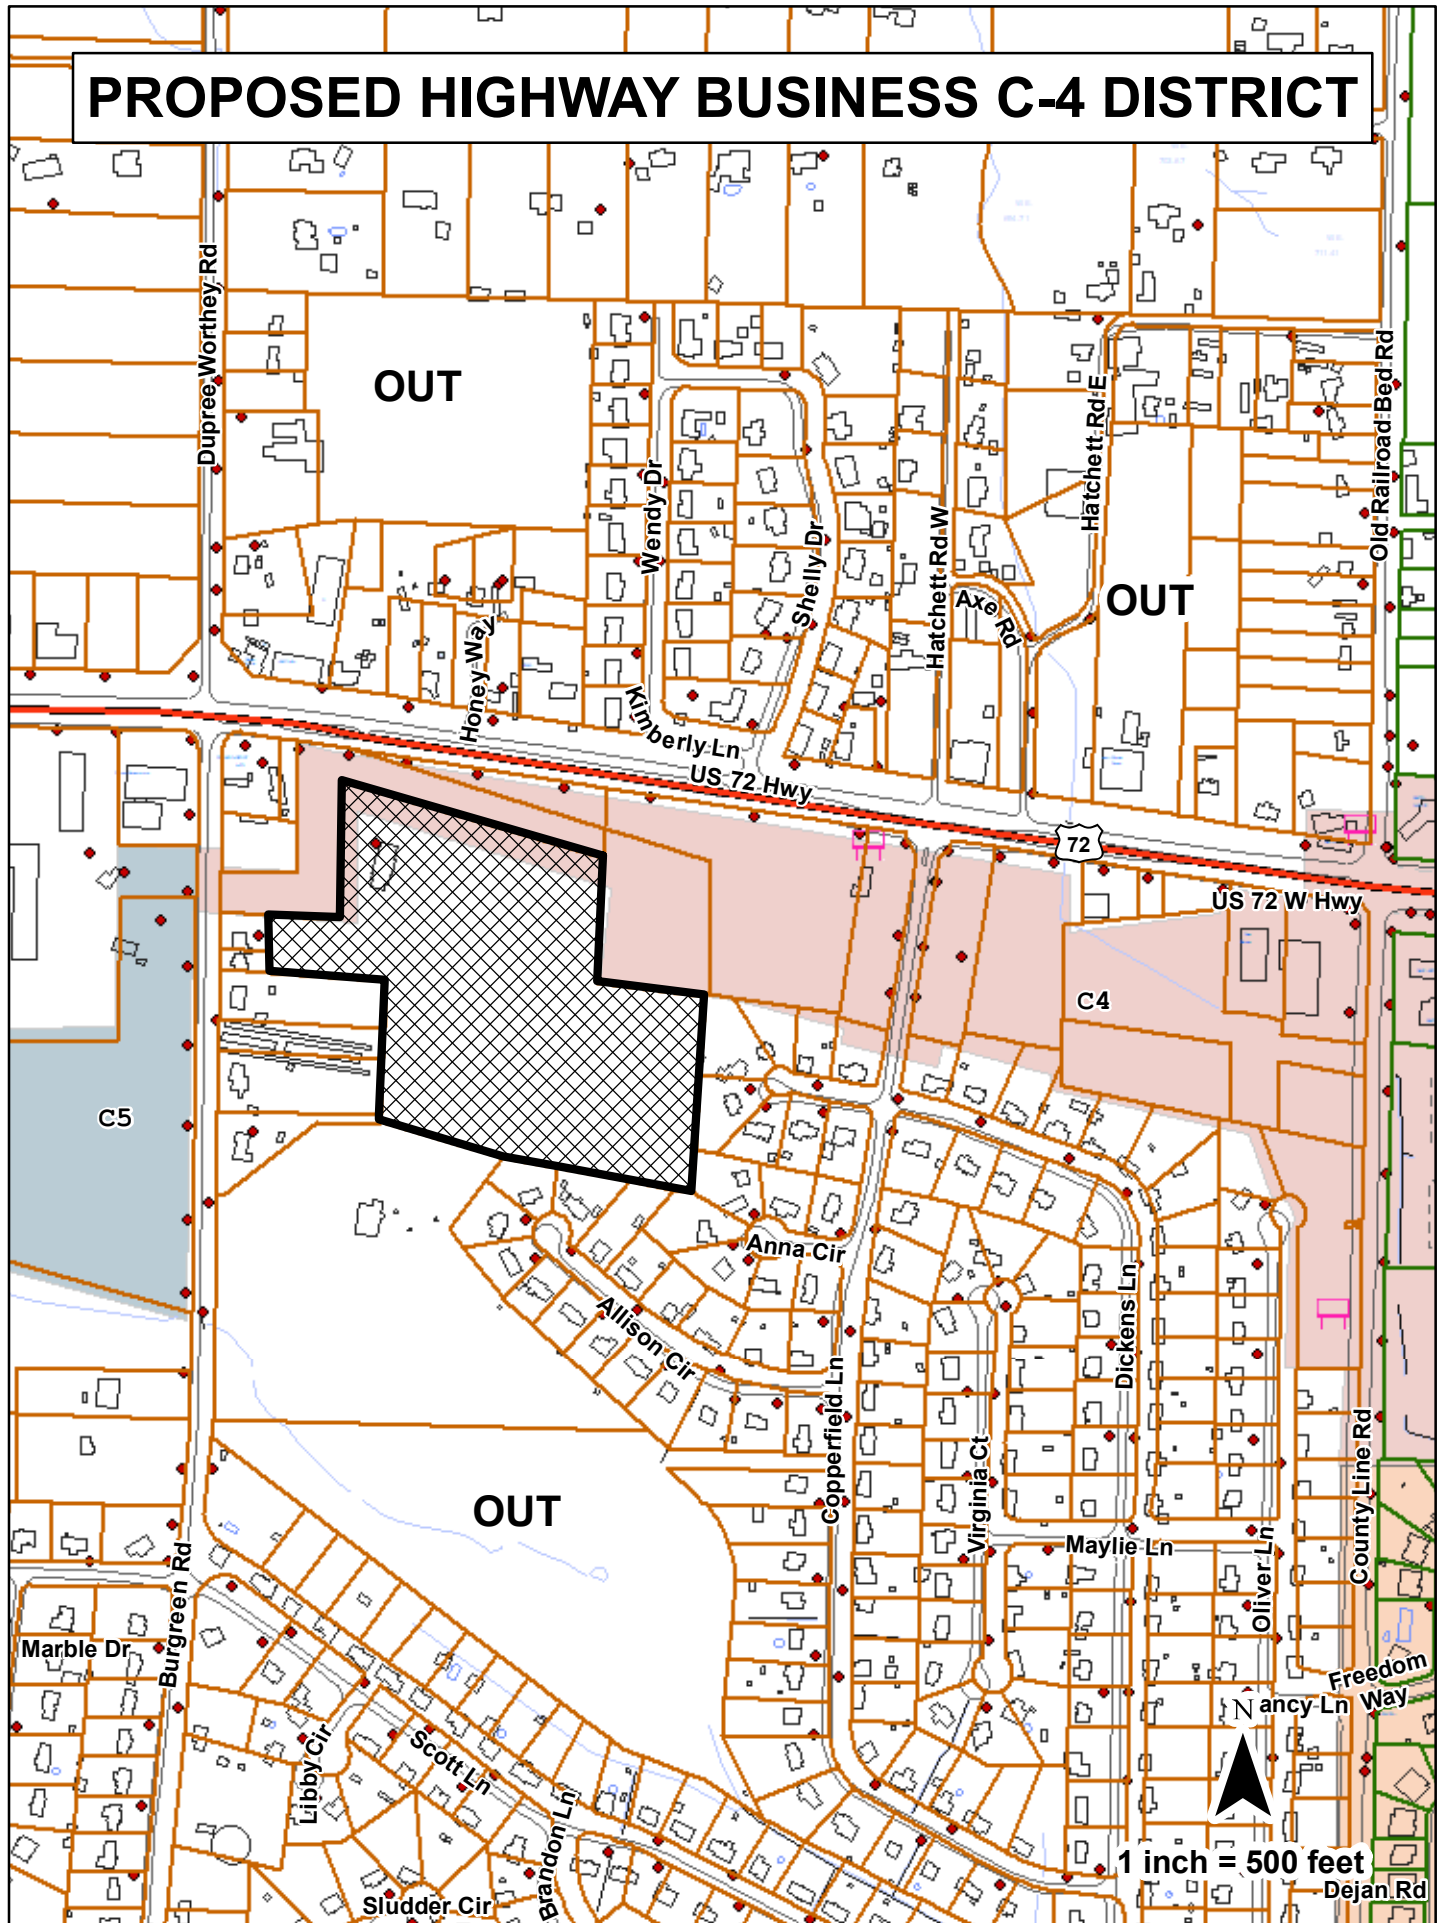 PROPOSED HIGHWAY BUSINESS C-4 DISTRICT
Dupree Worthey Rd
OUT
Wendy Dr
Shelly Dr
Hatchett Rd W
Hatchett Rd E
Old Railroad Bed Rd
Axe Rd
OUT
Honey Way
Kimberly Ln
US 72 Hwy
72
US 72 W Hwy
C4
C5
Anna Cir
Allison Cir
Copperfield Ln
Dickens Ln
Virginia Ct
OUT
Maylie Ln
Oliver Ln
County Line Rd
Burgreen Rd
Marble Dr
Freedom
Way
Nancy Ln
Libby Cir
Scott Ln
Brandon Ln
1 inch = 500 feet
Dejan Rd
Sludder Cir